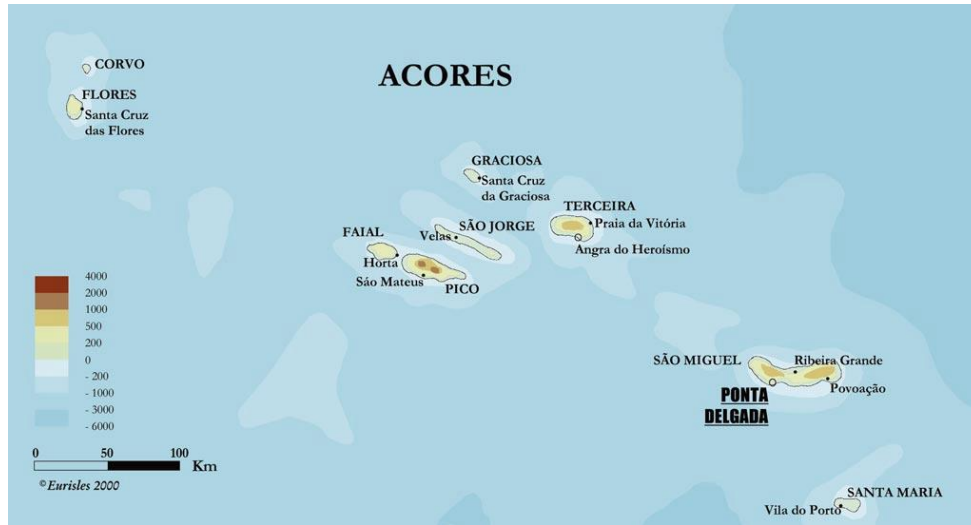 ACORES
CORVO
FLORES
Santa Cruz
das Flores
GRACIOSA
Santa Cruz
da Graciosa
TERCEIRA
Praia da Vitória
Angra do Heroísmo
SÃO JORGE
Velas
FAIAL
Horta
São Mateus
PICO
4000
2000
1000
500
200
0
- 200
- 1000
- 3000
- 6000
SÃO MIGUEL
Ribeira Grande
Povoação
PONTA
DELGADA
0 50 100
Km
© Eurisles 2000
SANTA MARIA
Vila do Porto